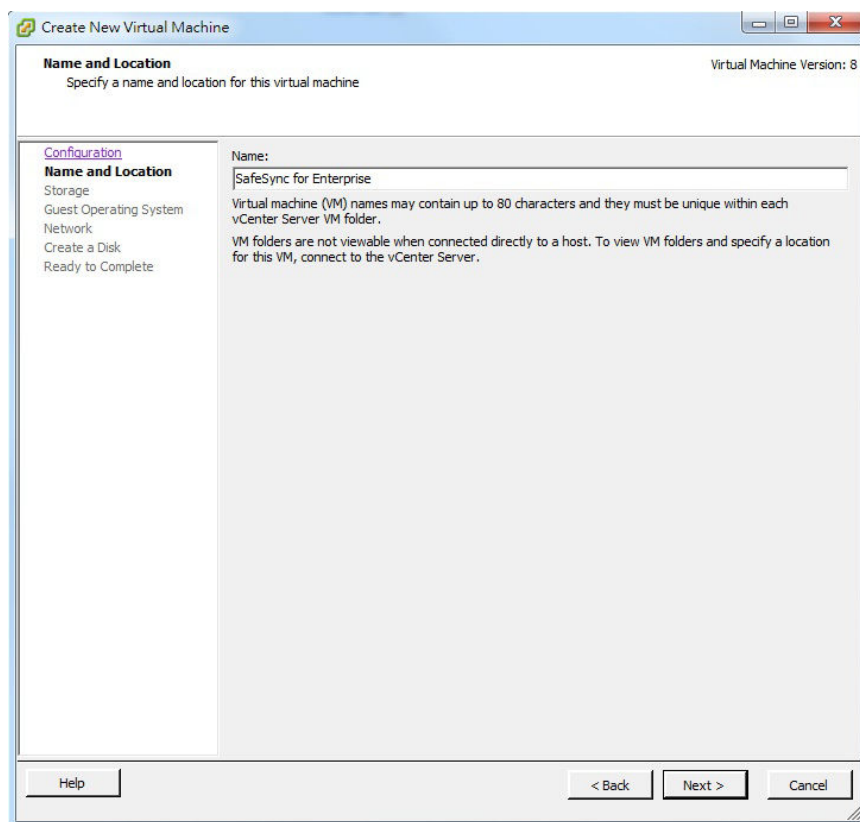 Create New Virtual Machine
Name and Location
Specify a name and location for this virtual machine
Virtual Machine Version: 8
Configuration
Name and Location
Storage
Guest Operating System
Network
Create a Disk
Ready to Complete
Name:
SafeSync for Enterprise
Virtual machine (VM) names may contain up to 80 characters and they must be unique within each
vCenter Server VM folder.
VM folders are not viewable when connected directly to a host. To view VM folders and specify a location
for this VM, connect to the vCenter Server.
Help
< Back
Next >
Cancel